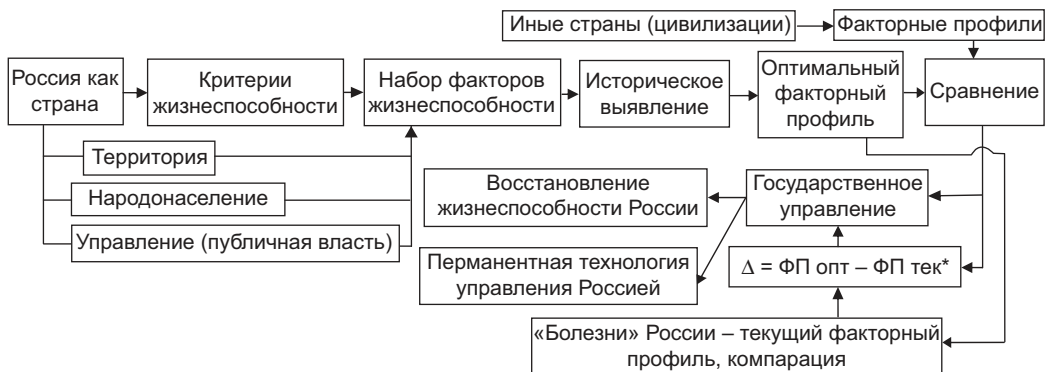 Иные страны (цивилизации)
Факторные профили
Россия как
страна
Критерии
жизнеспособности
Набор факторов
жизнеспособности
Историческое
выявление
Оптимальный
факторный
профиль
Сравнение
Территория
Народонаселение
Управление (публичная власть)
Восстановление
жизнеспособности России
Государственное
управление
Перманентная технология
управления Россией
Δ = ФП опт – ФП тек*
«Болезни» России – текущий факторный
профиль, компарация